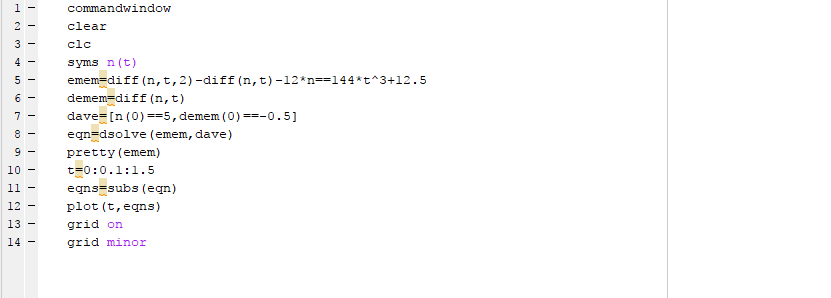 1 – commandwindow
2 – clear
3 – clc
4 – syms n(t)
5 – emem=diff(n,t,2)-diff(n,t)-12*n==144*t^3+12.5
6 – demem=diff(n,t)
7 – dave=[n(0)==5,demem(0)==-0.5]
8 – eqn=dsolve(emem,dave)
9 – pretty(emem)
10 – t=0:0.1:1.5
11 – eqns=subs(eqn)
12 – plot(t,eqns)
13 – grid on
14 – grid minor